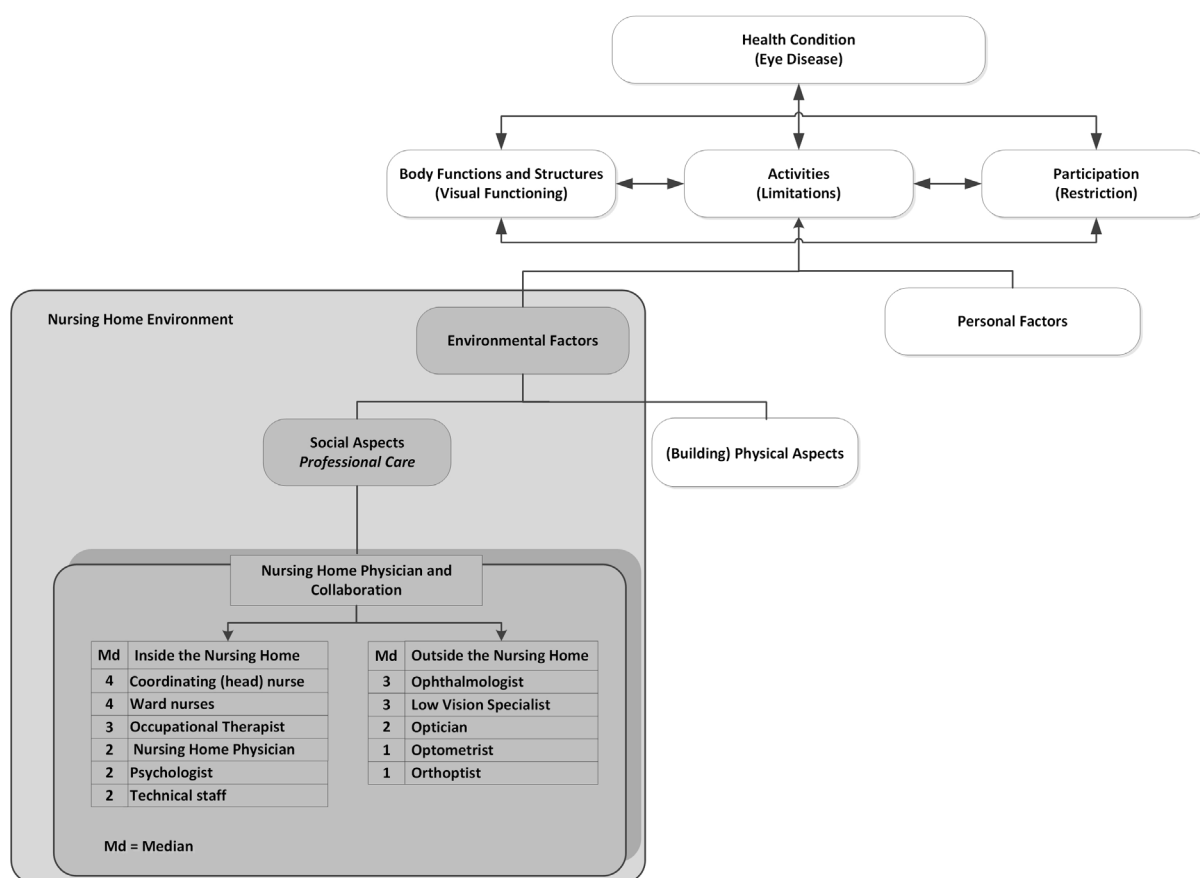 Health Condition
(Eye Disease)
Body Functions and Structures
(Visual Functioning)
Activities
(Limitations)
Participation
(Restriction)
Nursing Home Environment
Environmental Factors
Personal Factors
Social Aspects
Professional Care
(Building) Physical Aspects
Nursing Home Physician and
Collaboration
Md Inside the Nursing Home
4 Coordinating (head) nurse
4 Ward nurses
3 Occupational Therapist
2 Nursing Home Physician
2 Psychologist
2 Technical staff
Md Outside the Nursing Home
3 Ophthalmologist
3 Low Vision Specialist
2 Optician
1 Optometrist
1 Orthoptist
Md = Median